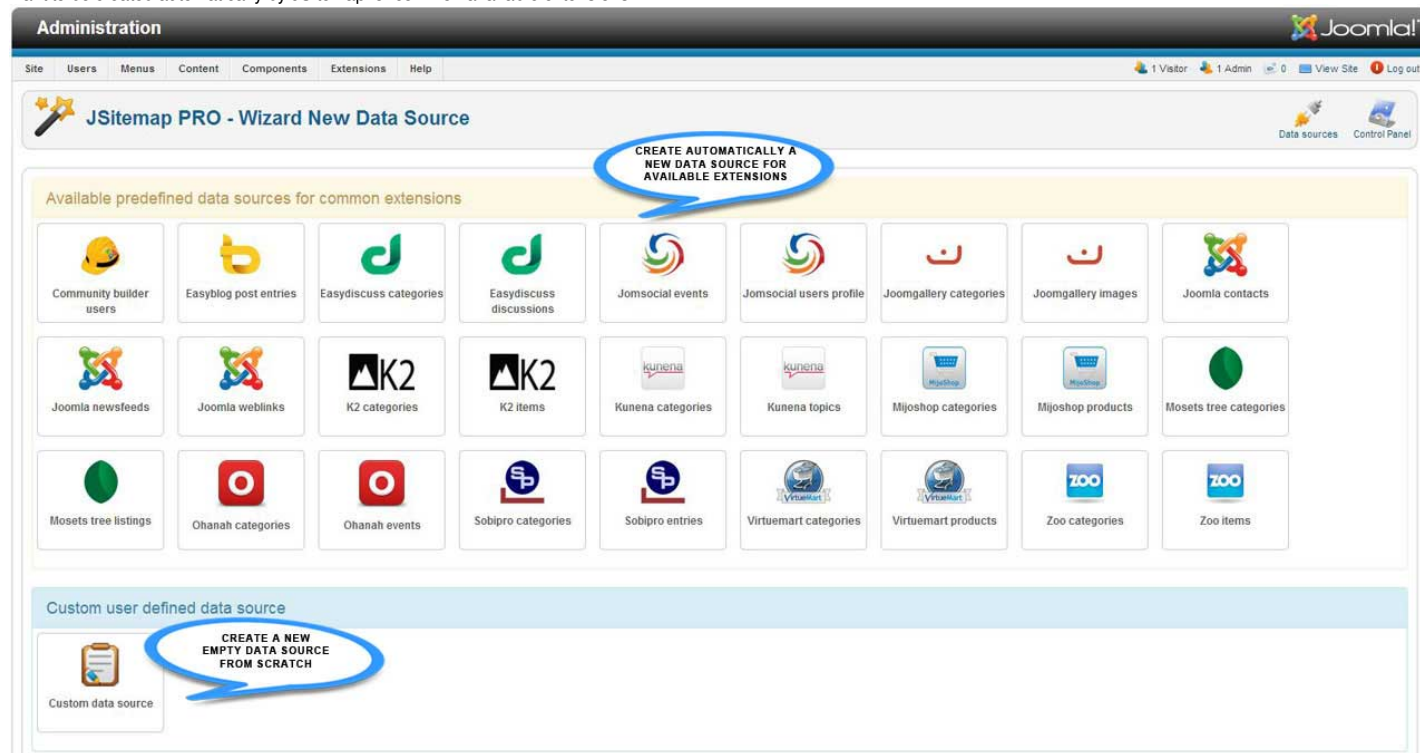 Administration
Joomla!
Site Users Menus Content Components Extensions Help
1 Visitor 1 Admin 0 View Site Log out
JSitemap PRO - Wizard New Data Source
Data sources Control Panel
CREATE AUTOMATICALLY A
NEW DATA SOURCE FOR
AVAILABLE EXTENSIONS
Available predefined data sources for common extensions
Community builder users
Easyblog post entries
Easydiscuss categories
Easydiscuss discussions
Jomsocial events
Jomsocial users profile
Joomgallery categories
Joomgallery images
Joomla contacts
K2
K2
kunena
kunena
MijoShop
MijoShop
Joomla newsfeeds
Joomla weblinks
K2 categories
K2 items
Kunena categories
Kunena topics
Mijoshop categories
Mijoshop products
Mosets tree categories
SP
SP
VirtueMart
VirtueMart
ZOO
ZOO
Mosets tree listings
Ohanah categories
Ohanah events
Sobipro categories
Sobipro entries
Virtuemart categories
Virtuemart products
Zoo categories
Zoo items
Custom user defined data source
CREATE A NEW
EMPTY DATA SOURCE
FROM SCRATCH
Custom data source